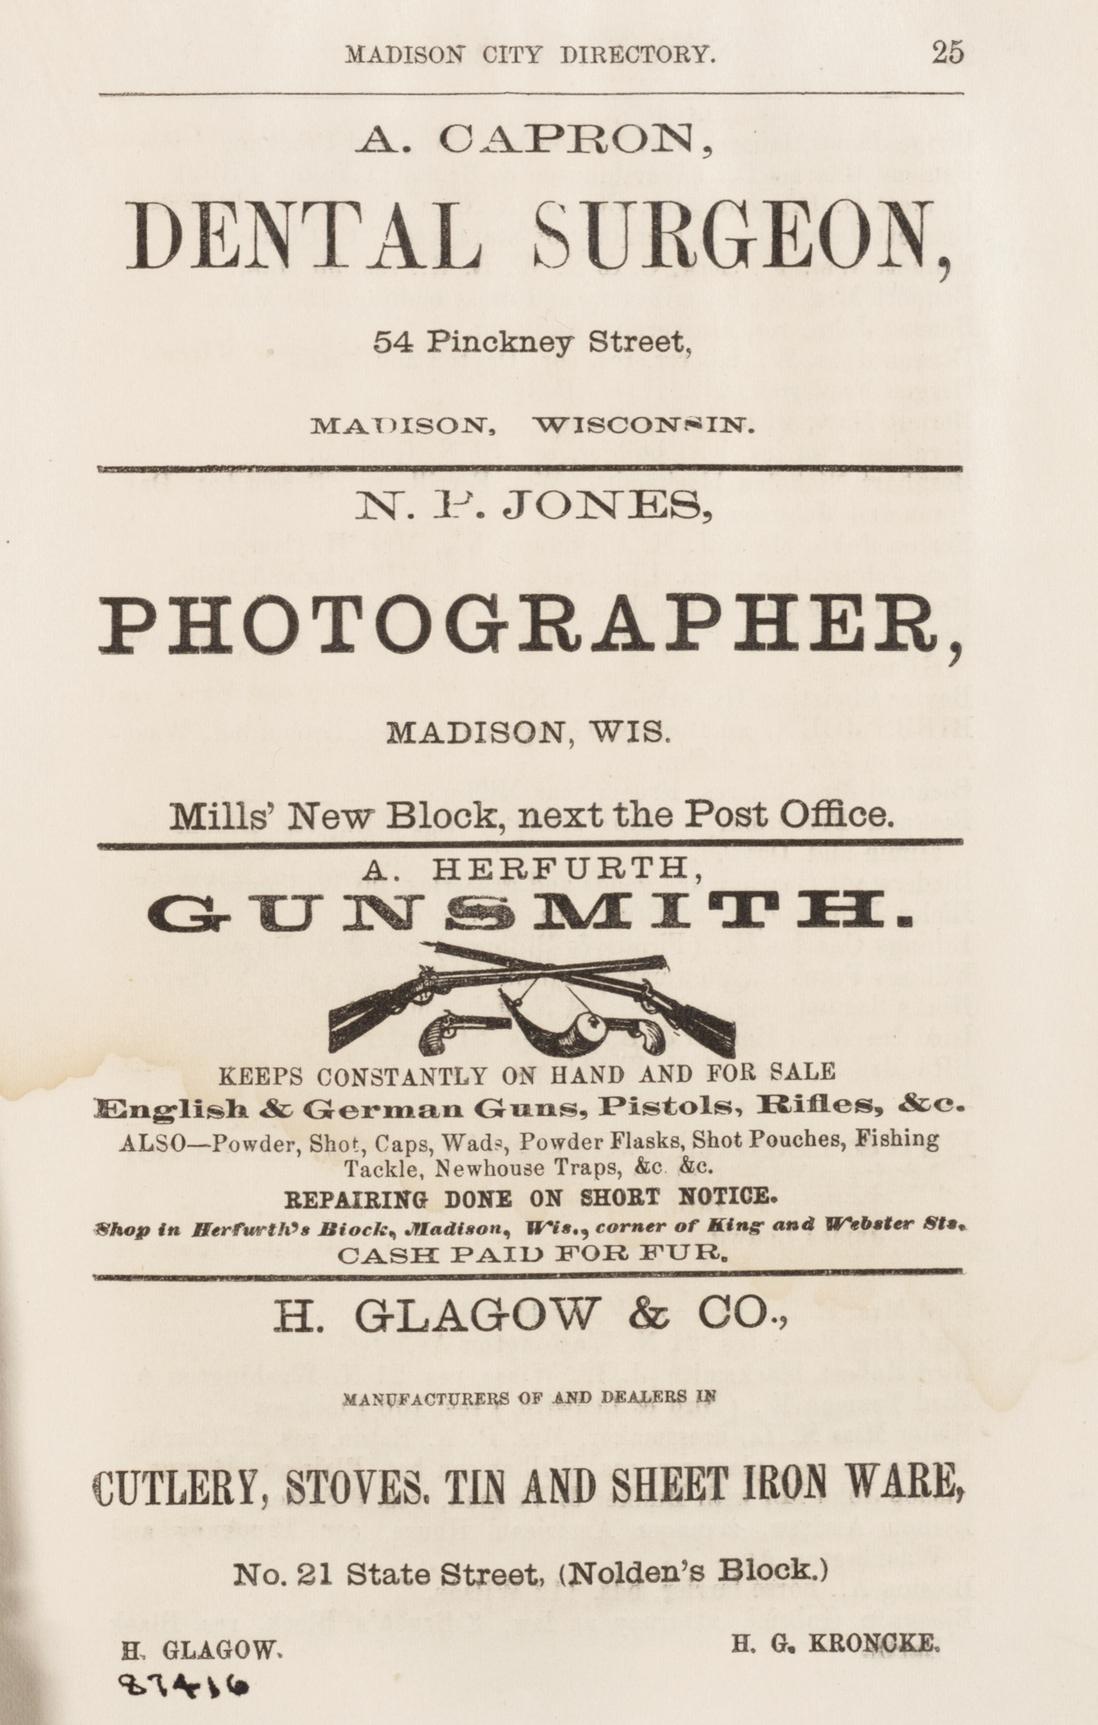 MADISON CITY DIRECTORY. 25
A. CAPRON,
DENTAL SURGEON,
54 Pinckney Street,
MADISON, WISCONSIN.
N. P. JONES,
PHOTOGRAPHER,
MADISON, WIS.
Mills' New Block, next the Post Office.
A. HERFURTH,
GUNSMITH.
KEEPS CONSTANTLY ON HAND AND FOR SALE
English & German Guns, Pistols, Rifles, &c.
ALSO—Powder, Shot, Caps, Wads, Powder Flasks, Shot Pouches, Fishing
Tackle, Newhouse Traps, &c. &c.
REPAIRING DONE ON SHORT NOTICE.
Shop in Herfurth's Biock, Madison, Wis., corner of King and Webster Sts.
CASH PAID FOR FUR.
H. GLAGOW & CO.,
MANUFACTURERS OF AND DEALERS IN
CUTLERY, STOVES. TIN AND SHEET IRON WARE,
No. 21 State Street, (Nolden's Block.)
H. GLAGOW. H. G. KRONCKE.
87416